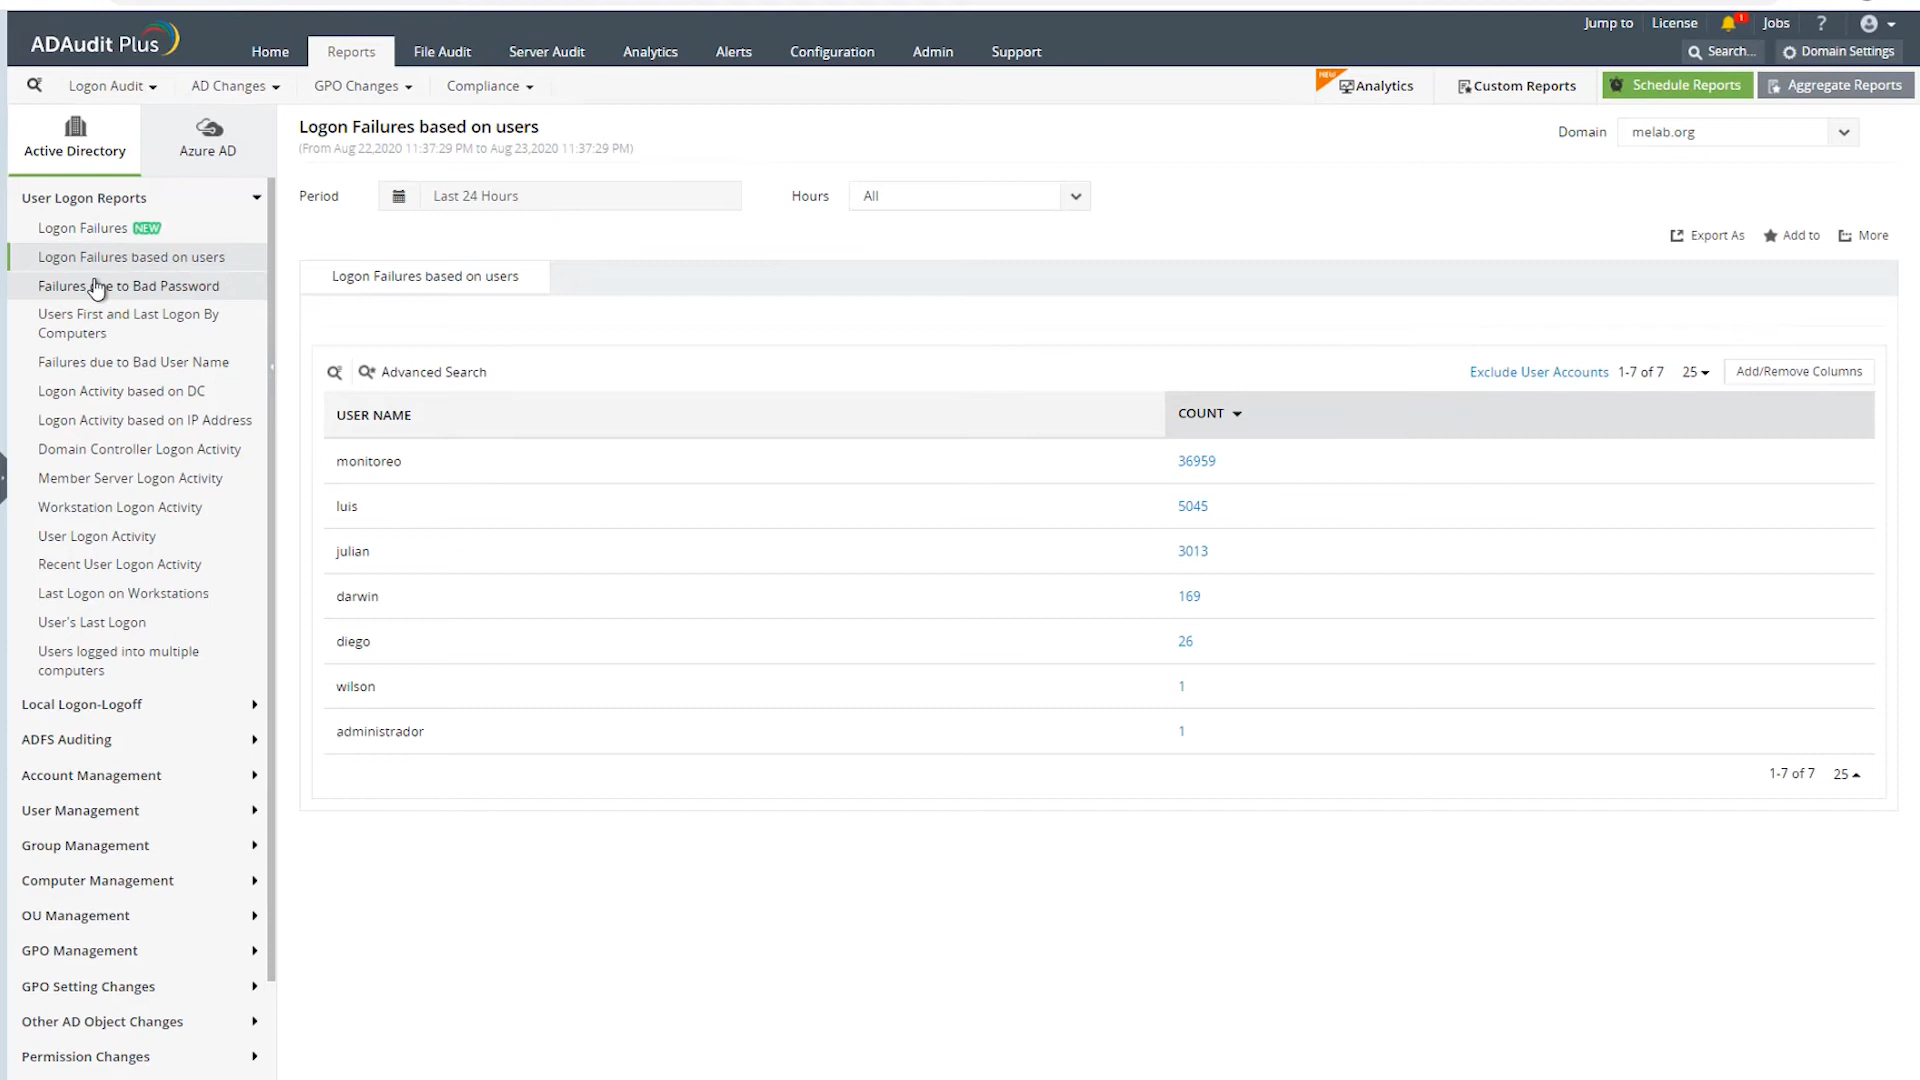 Jump to
License
1
Jobs
?
ADAudit Plus
Home
Reports
File Audit
Server Audit
Analytics
Alerts
Configuration
Admin
Support
Search...
Domain Settings
Logon Audit
AD Changes
GPO Changes
Compliance
NEW
Analytics
Custom Reports
Schedule Reports
Aggregate Reports
Active Directory
Azure AD
User Logon Reports
Logon Failures NEW
Logon Failures based on users
Failures due to Bad Password
Users First and Last Logon By
Computers
Failures due to Bad User Name
Logon Activity based on DC
Logon Activity based on IP Address
Domain Controller Logon Activity
Member Server Logon Activity
Workstation Logon Activity
User Logon Activity
Recent User Logon Activity
Last Logon on Workstations
User's Last Logon
Users logged into multiple
computers
Local Logon-Logoff
ADFS Auditing
Account Management
User Management
Group Management
Computer Management
OU Management
GPO Management
GPO Setting Changes
Other AD Object Changes
Permission Changes
Logon Failures based on users
(From Aug 22,2020 11:37:29 PM to Aug 23,2020 11:37:29 PM)
Domain
melab.org
Period
Last 24 Hours
Hours
All
Export As
Add to
More
Logon Failures based on users
Advanced Search
Exclude User Accounts
1-7 of 7
25
Add/Remove Columns
USER NAME
COUNT
monitoreo
36959
luis
5045
julian
3013
darwin
169
diego
26
wilson
1
administrador
1
1-7 of 7
25